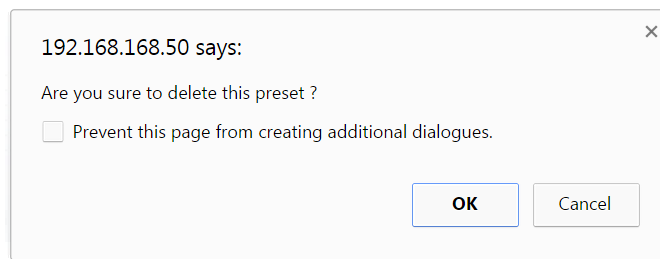 192.168.168.50 says:
Are you sure to delete this preset ?
Prevent this page from creating additional dialogues.
OK Cancel